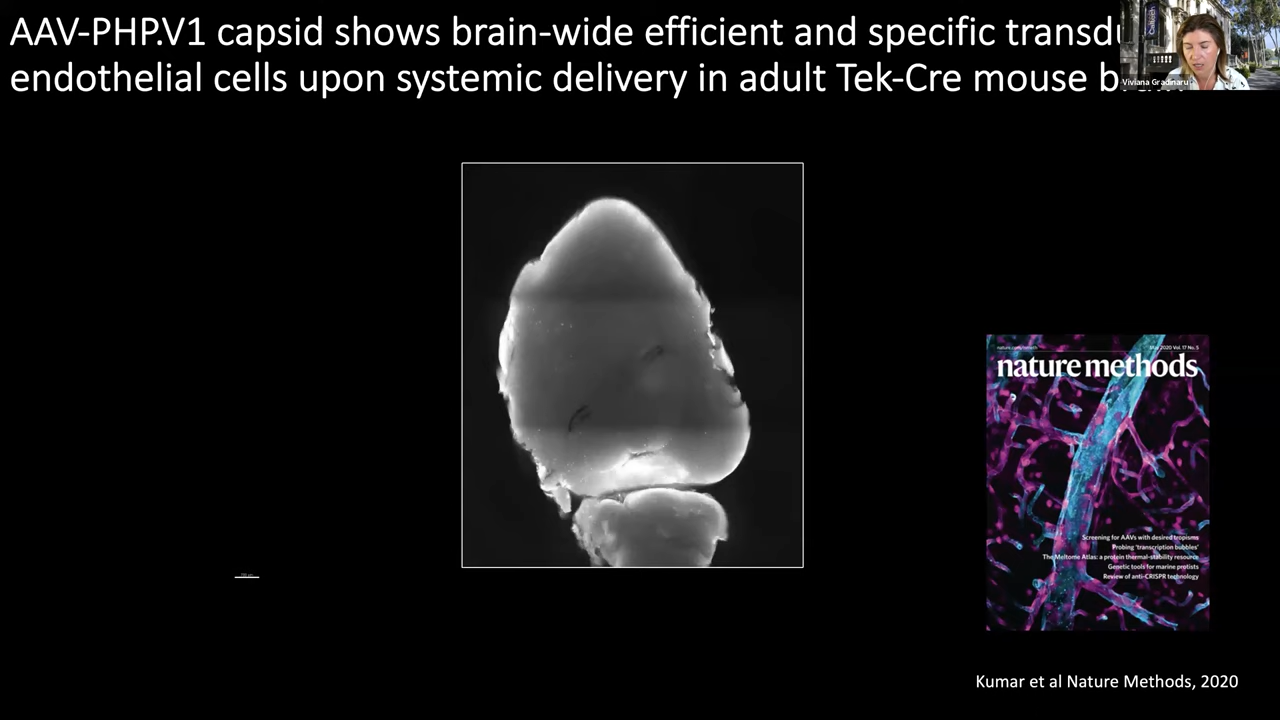 AAV-PHP.V1 capsid shows brain-wide efficient and specific
endothelial cells upon systemic delivery in adult Tek-Cre mouse
Viviana Gradinaru
Caltech
nature methods
Screening for AAVs with desired tropisms
Probing 'transcription bubbles'
The Meltome Atlas: a protein thermal-stability resource
Genetic tools for marine protists
Review of anti-CRISPR technology
Kumar et al Nature Methods, 2020